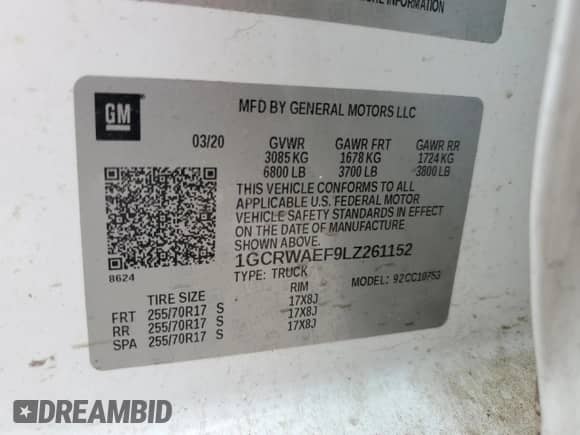 VEHICLE INFORMATION
GM
MFD BY GENERAL MOTORS LLC
03/20 GVWR GAWR FRT GAWR RR
3085 KG 1678 KG 1724 KG
6800 LB 3700 LB 3800 LB
THIS VEHICLE CONFORMS TO ALL
APPLICABLE U.S. FEDERAL MOTOR
VEHICLE SAFETY STANDARDS IN EFFECT
ON THE DATE OF MANUFACTURE
SHOWN ABOVE.
1GCRWAEF9LZ261152
8624
TYPE: TRUCK MODEL: 92CC10753
TIRE SIZE RIM
FRT 255/70R17 S 17X8J
RR 255/70R17 S 17X8J
SPA 255/70R17 S 17X8J
DREAMBID